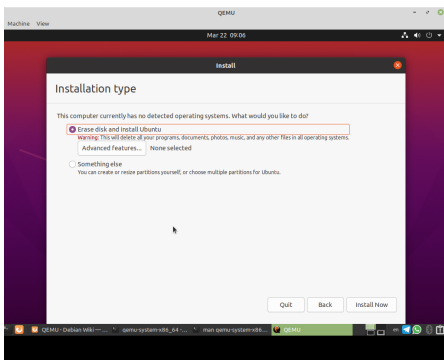 QEMU
Machine View
Mar 22 09:06
Install
Installation type
This computer currently has no detected operating systems. What would you like to do?
Erase disk and install Ubuntu
Warning: This will delete all your programs, documents, photos, music, and any other files in all operating systems.
Advanced features... None selected
Something else
You can create or resize partitions yourself, or choose multiple partitions for Ubuntu.
Quit Back Install Now
QEMU - Debian Wiki — ... qemu-system-x86_64 -... man qemu-system-x86... QEMU en